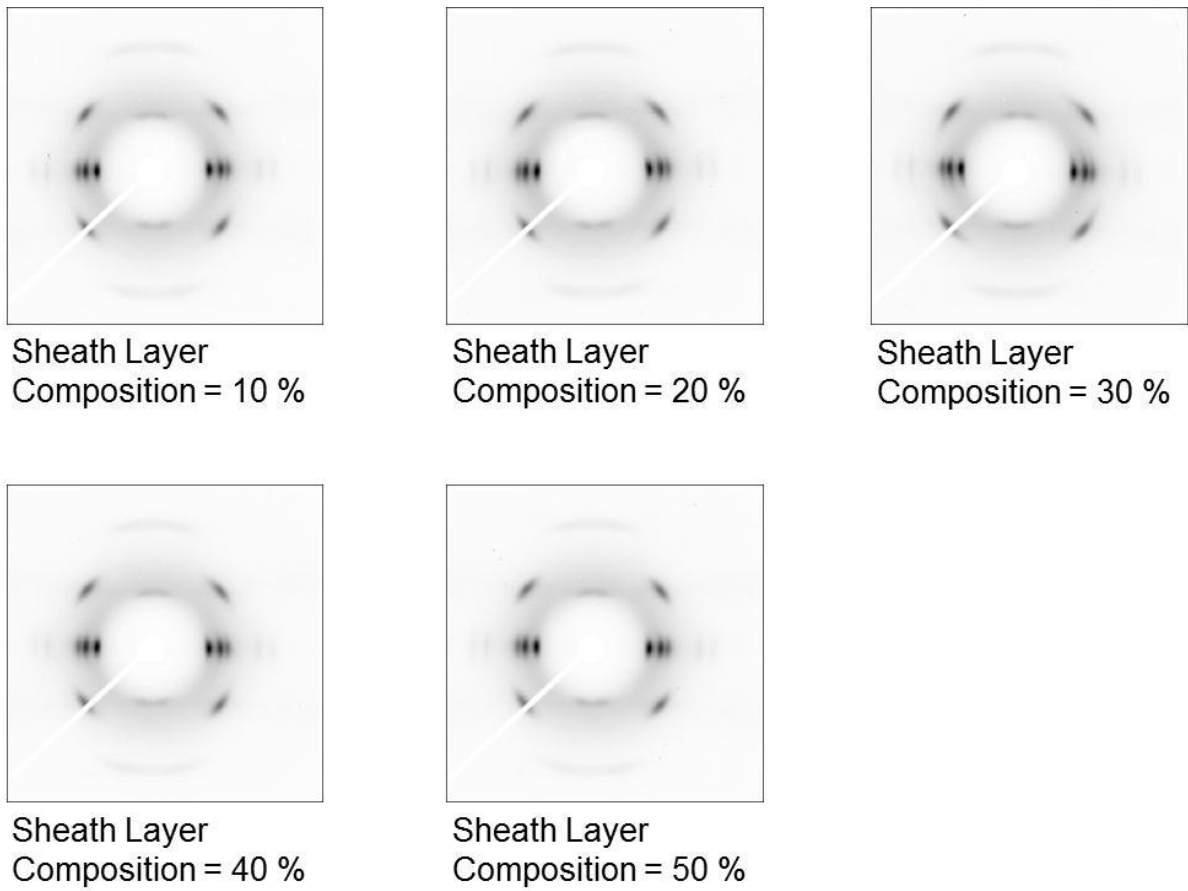 Sheath Layer
Composition = 10 %
Sheath Layer
Composition = 20 %
Sheath Layer
Composition = 30 %
Sheath Layer
Composition = 40 %
Sheath Layer
Composition = 50 %